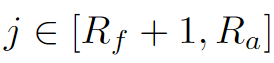 j ∈ [R_f + 1, R_a]